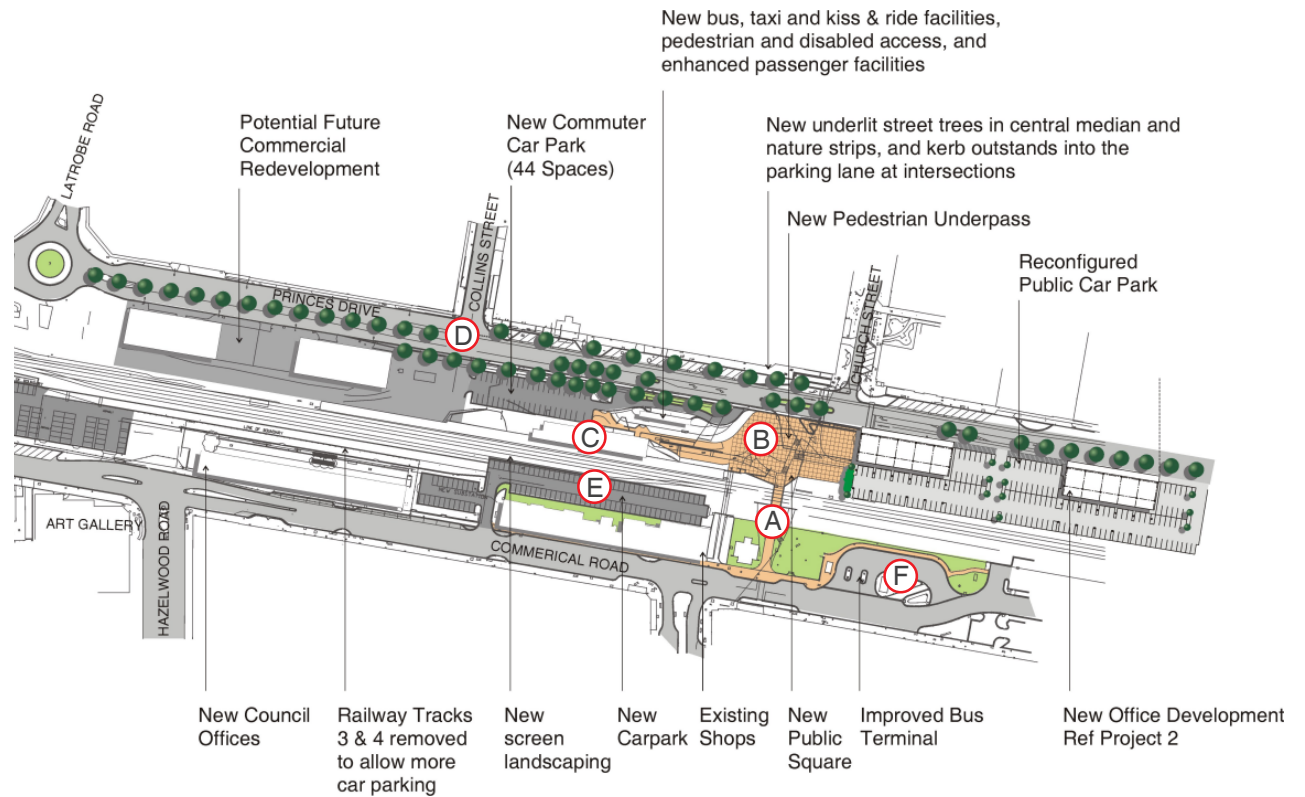 New bus, taxi and kiss & ride facilities,
pedestrian and disabled access, and
enhanced passenger facilities
LATROBE ROAD
Potential Future
Commercial
Redevelopment
New Commuter
Car Park
(44 Spaces)
New underlit street trees in central median and
nature strips, and kerb outstands into the
parking lane at intersections
New Pedestrian Underpass
COLLINS STREET
CHURCH STREET
Reconfigured
Public Car Park
PRINCES DRIVE
D
C
B
E
A
F
ART GALLERY
HAZELWOOD ROAD
COMMERICAL ROAD
New Council
Offices
Railway Tracks
3 & 4 removed
to allow more
car parking
New
screen
landscaping
New
Carpark
Existing
Shops
New
Public
Square
Improved Bus
Terminal
New Office Development
Ref Project 2